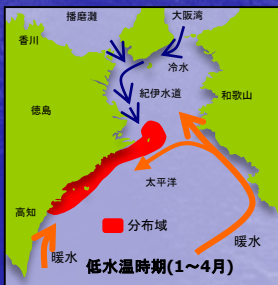 播磨灘
大阪湾
香川
冷水
紀伊水道
和歌山
徳島
太平洋
高知
分布域
暖水
暖水
低水温時期(1～4月)